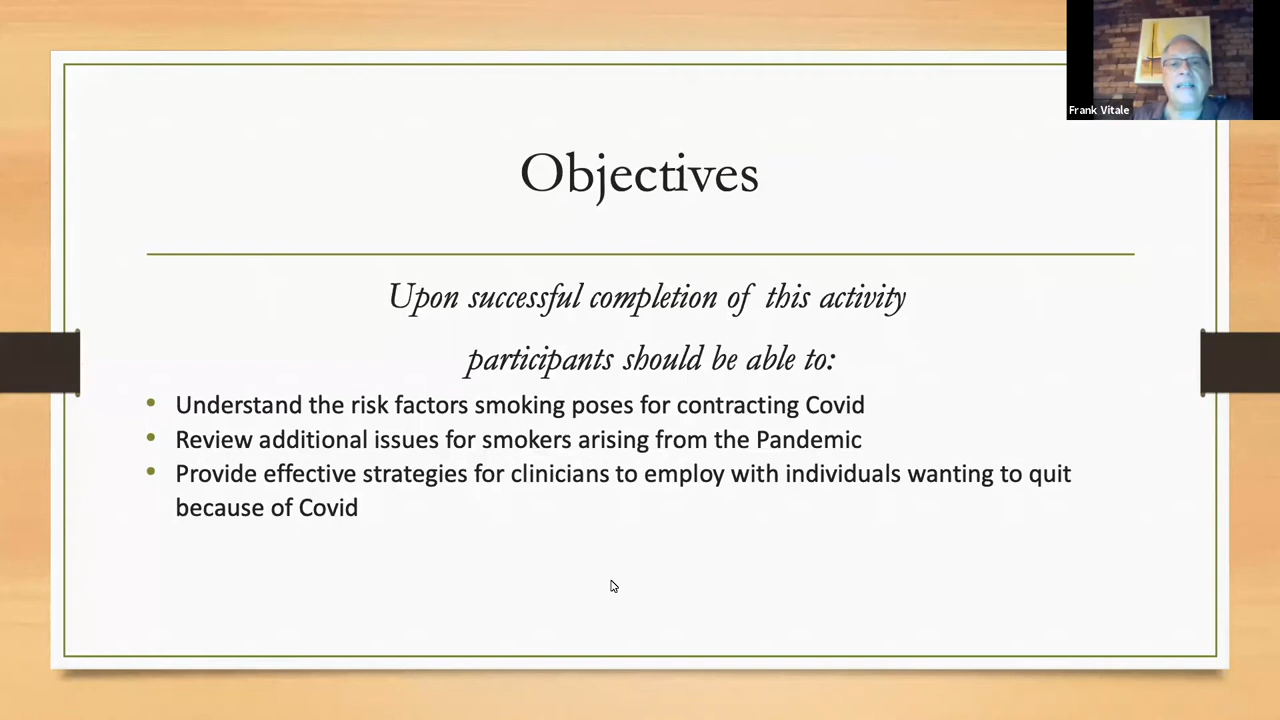 Frank Vitale
Objectives
Upon successful completion of this activity
participants should be able to:
• Understand the risk factors smoking poses for contracting Covid
• Review additional issues for smokers arising from the Pandemic
• Provide effective strategies for clinicians to employ with individuals wanting to quit
because of Covid